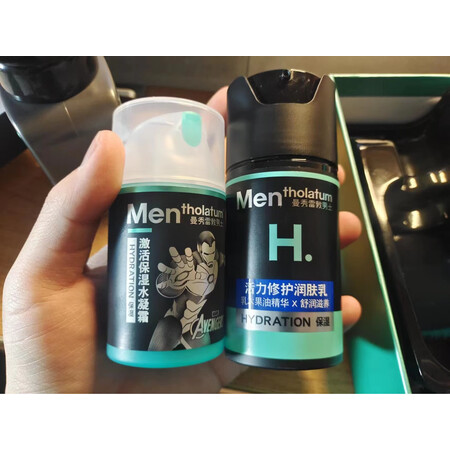 Mentholatum
曼秀雷敦男士
激活保湿水凝霜
HYDRATION 保湿
AVENGERS
Mentholatum
曼秀雷敦男士
H.
活力修护润肤乳
乳木果油精华 x 舒润滋养
HYDRATION 保湿